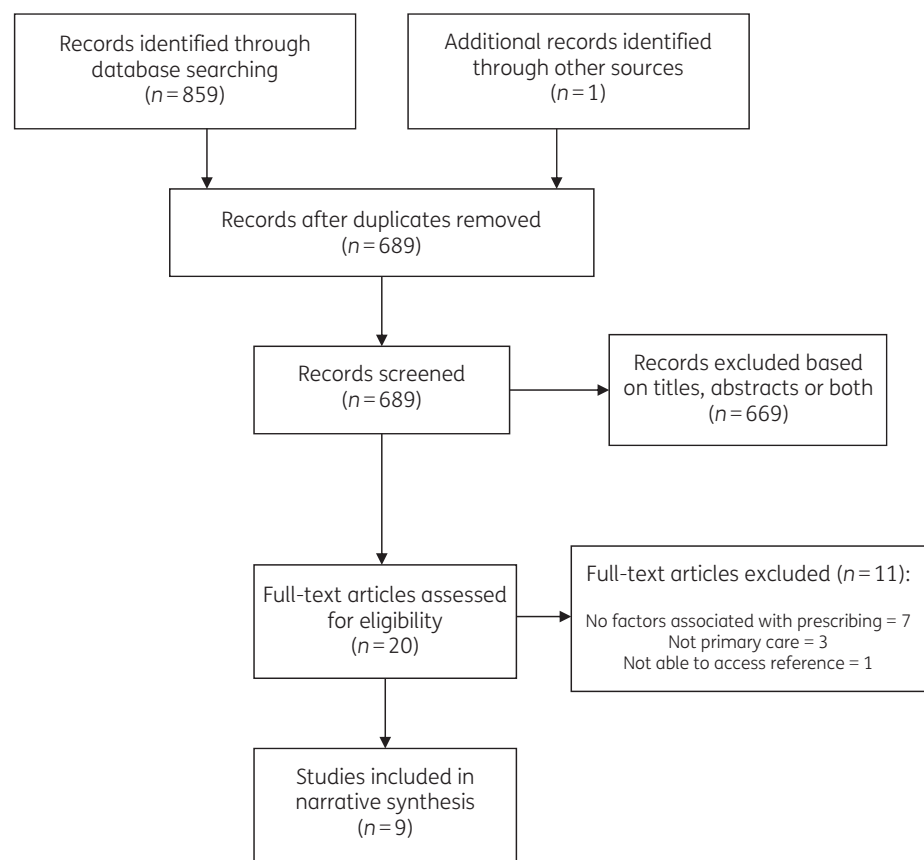 Records identified through
database searching
(n = 859)
Additional records identified
through other sources
(n = 1)
Records after duplicates removed
(n = 689)
Records screened
(n = 689)
Records excluded based
on titles, abstracts or both
(n = 669)
Full-text articles assessed
for eligibility
(n = 20)
Full-text articles excluded (n = 11):
No factors associated with prescribing = 7
Not primary care = 3
Not able to access reference = 1
Studies included in
narrative synthesis
(n = 9)